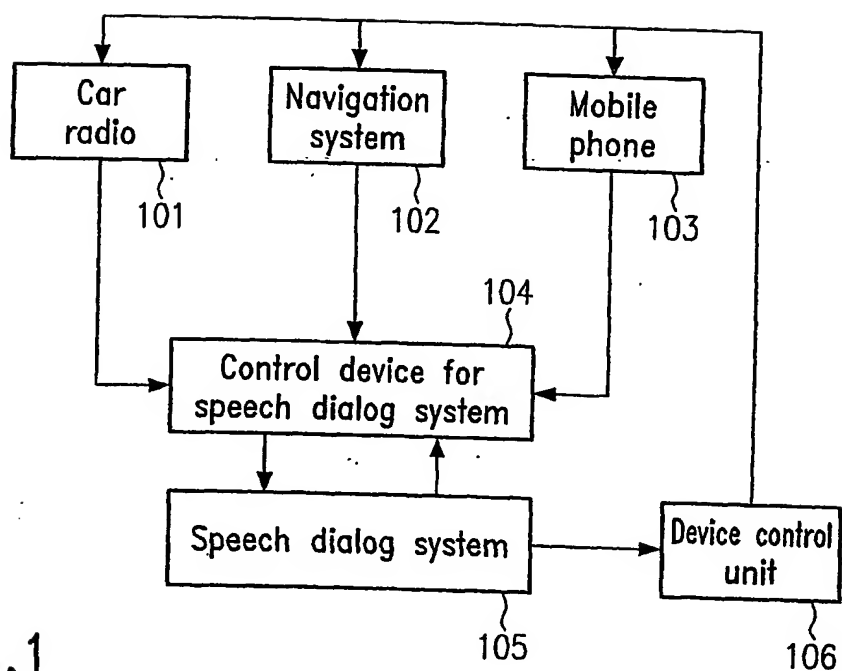 Car
radio
101
Navigation
system
102
Mobile
phone
103
104
Control device for
speech dialog system
Speech dialog system
105
Device control
unit
106
.1